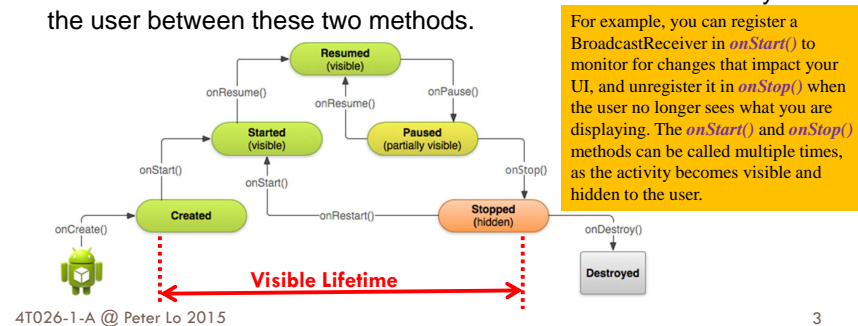 the user between these two methods.
For example, you can register a
BroadcastReceiver in onStart() to
monitor for changes that impact your
UI, and unregister it in onStop() when
the user no longer sees what you are
displaying. The onStart() and onStop()
methods can be called multiple times,
as the activity becomes visible and
hidden to the user.
Resumed
(visible)
onResume()
onResume()
onPause()
Started
(visible)
Paused
(partially visible)
onStart()
onStart()
onStop()
Created
onRestart()
Stopped
(hidden)
onCreate()
onDestroy()
Destroyed
Visible Lifetime
4T026-1-A @ Peter Lo 2015
3